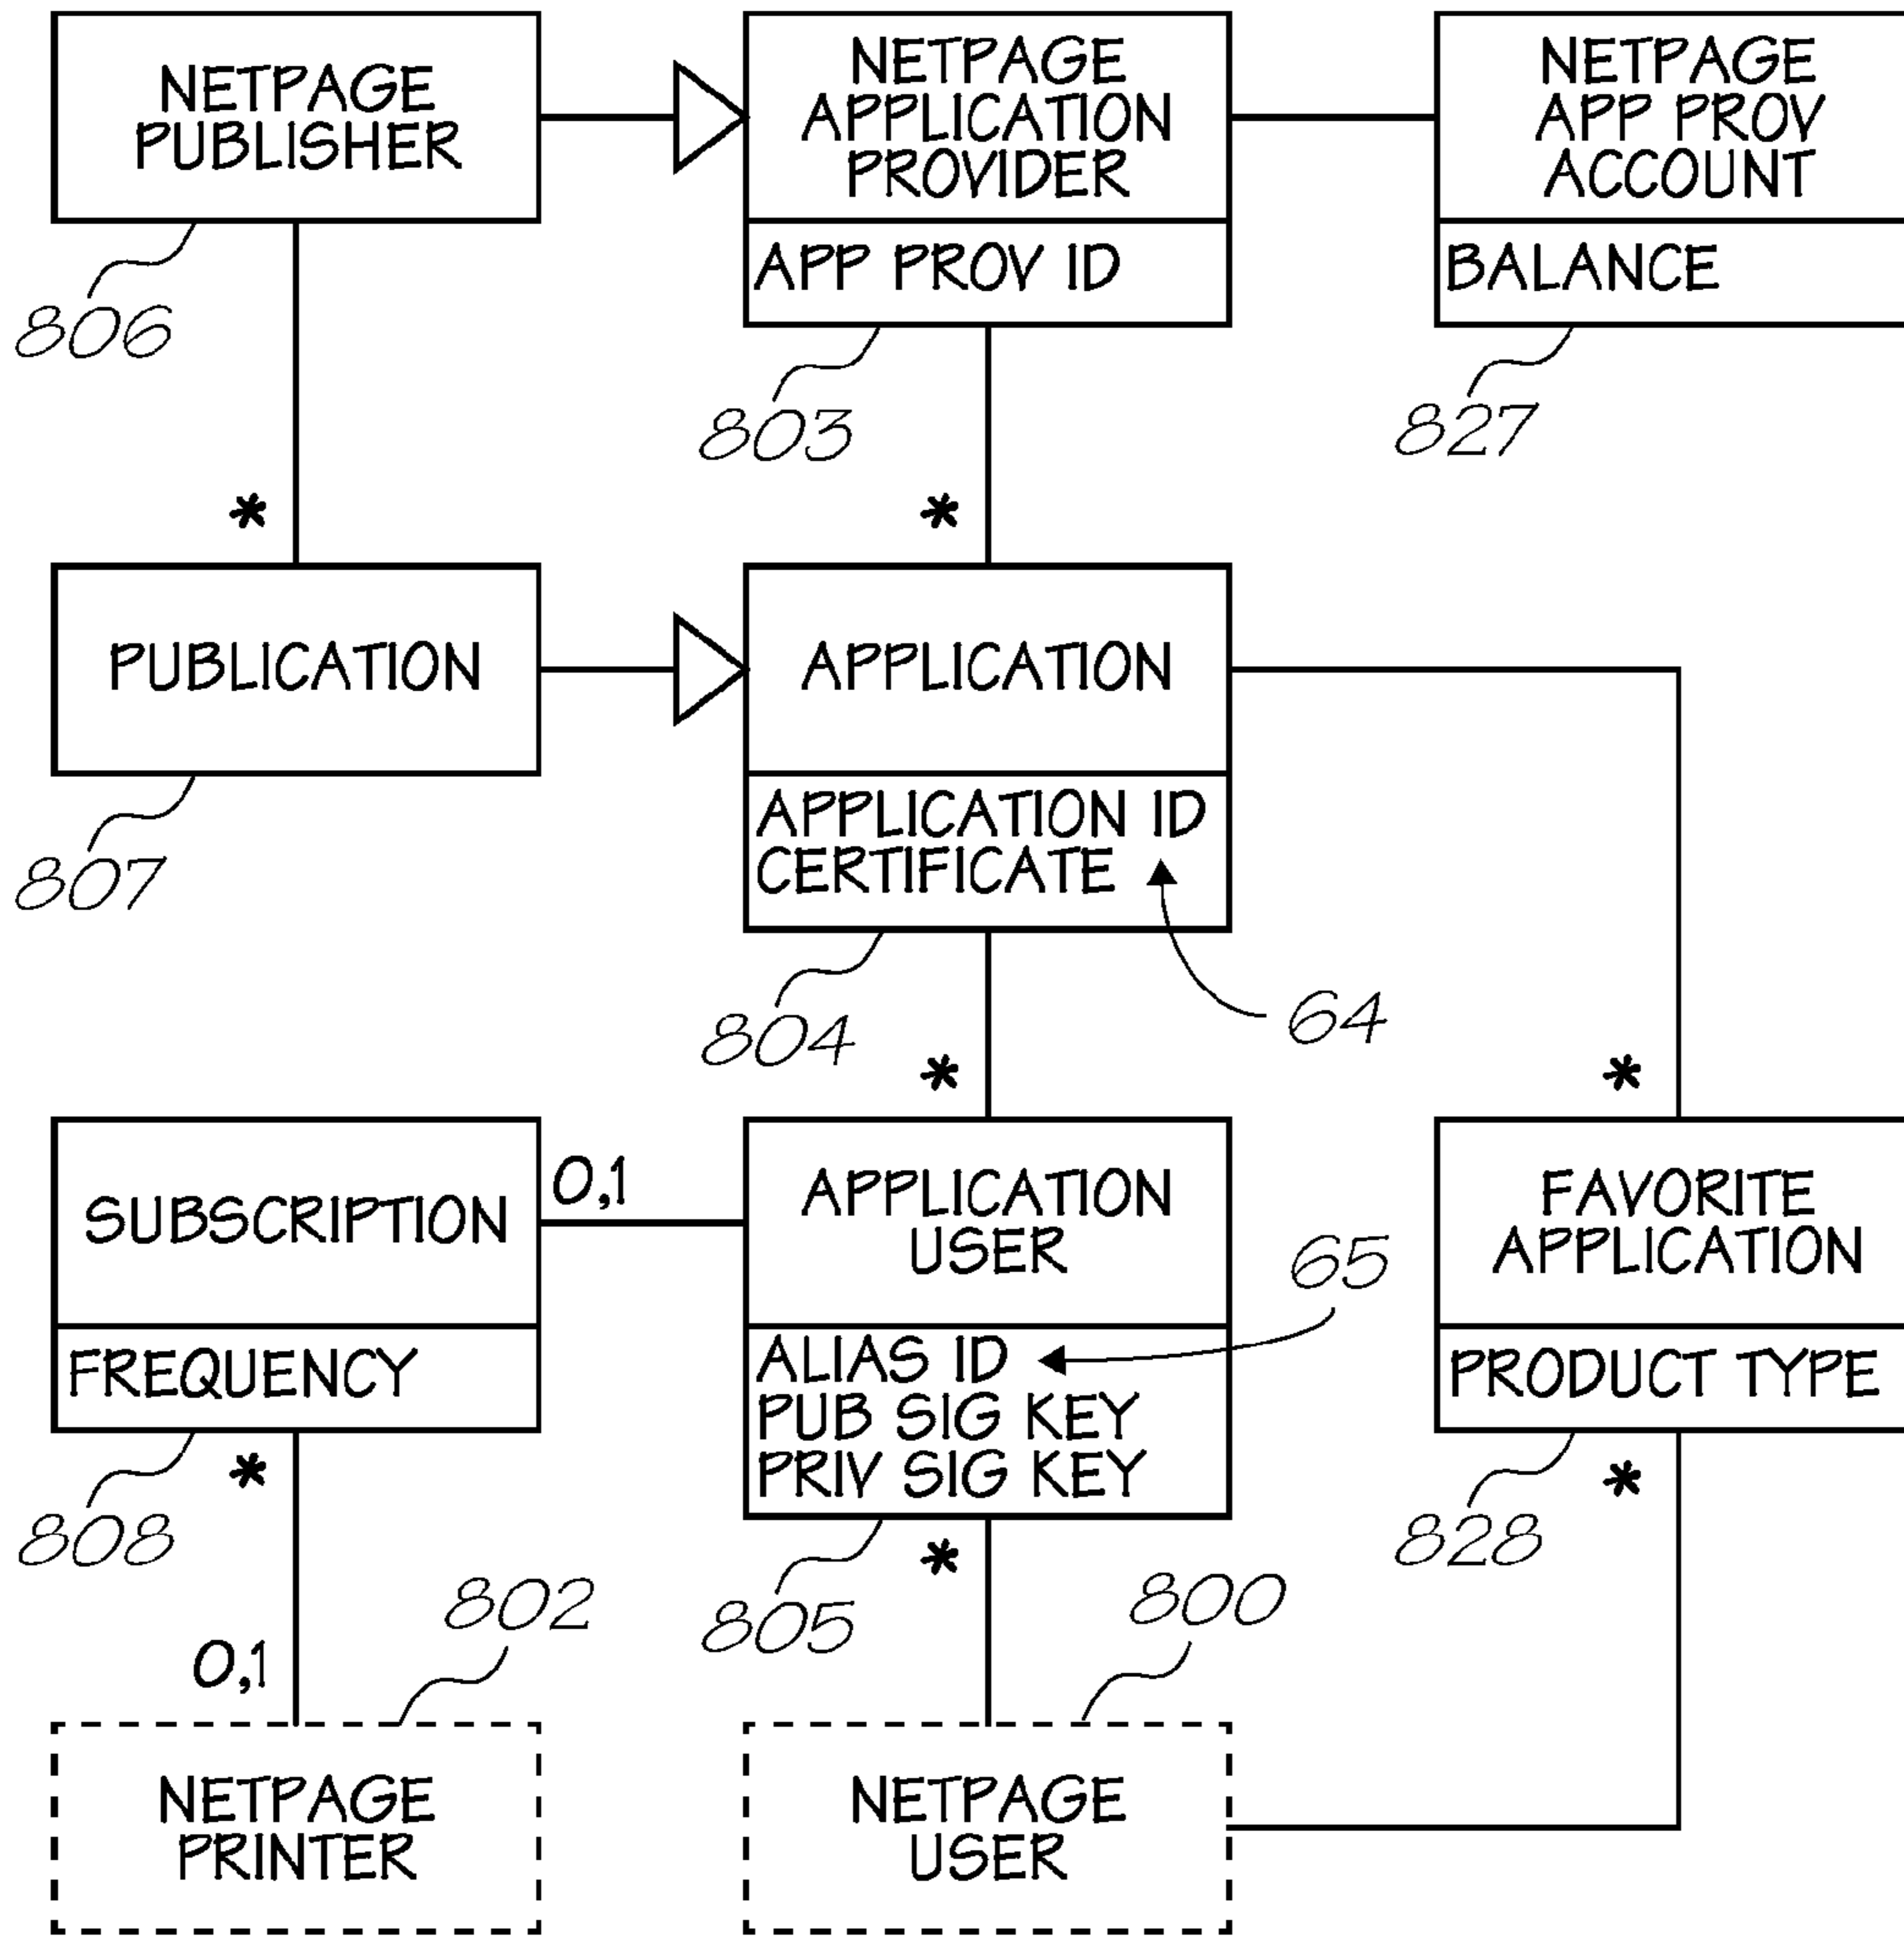 NETPAGE
PUBLISHER
NETPAGE
APPLICATION
PROVIDER
APP PROV ID
NETPAGE
APP PROV
ACCOUNT
BALANCE
806
803
827
*
*
PUBLICATION
APPLICATION
APPLICATION ID
CERTIFICATE
807
804
64
*
*
SUBSCRIPTION
FREQUENCY
0,1
APPLICATION
USER
ALIAS ID
PUB SIG KEY
PRIV SIG KEY
65
FAVORITE
APPLICATION
PRODUCT TYPE
808
*
805
*
828
*
802
800
0,1
NETPAGE
PRINTER
NETPAGE
USER